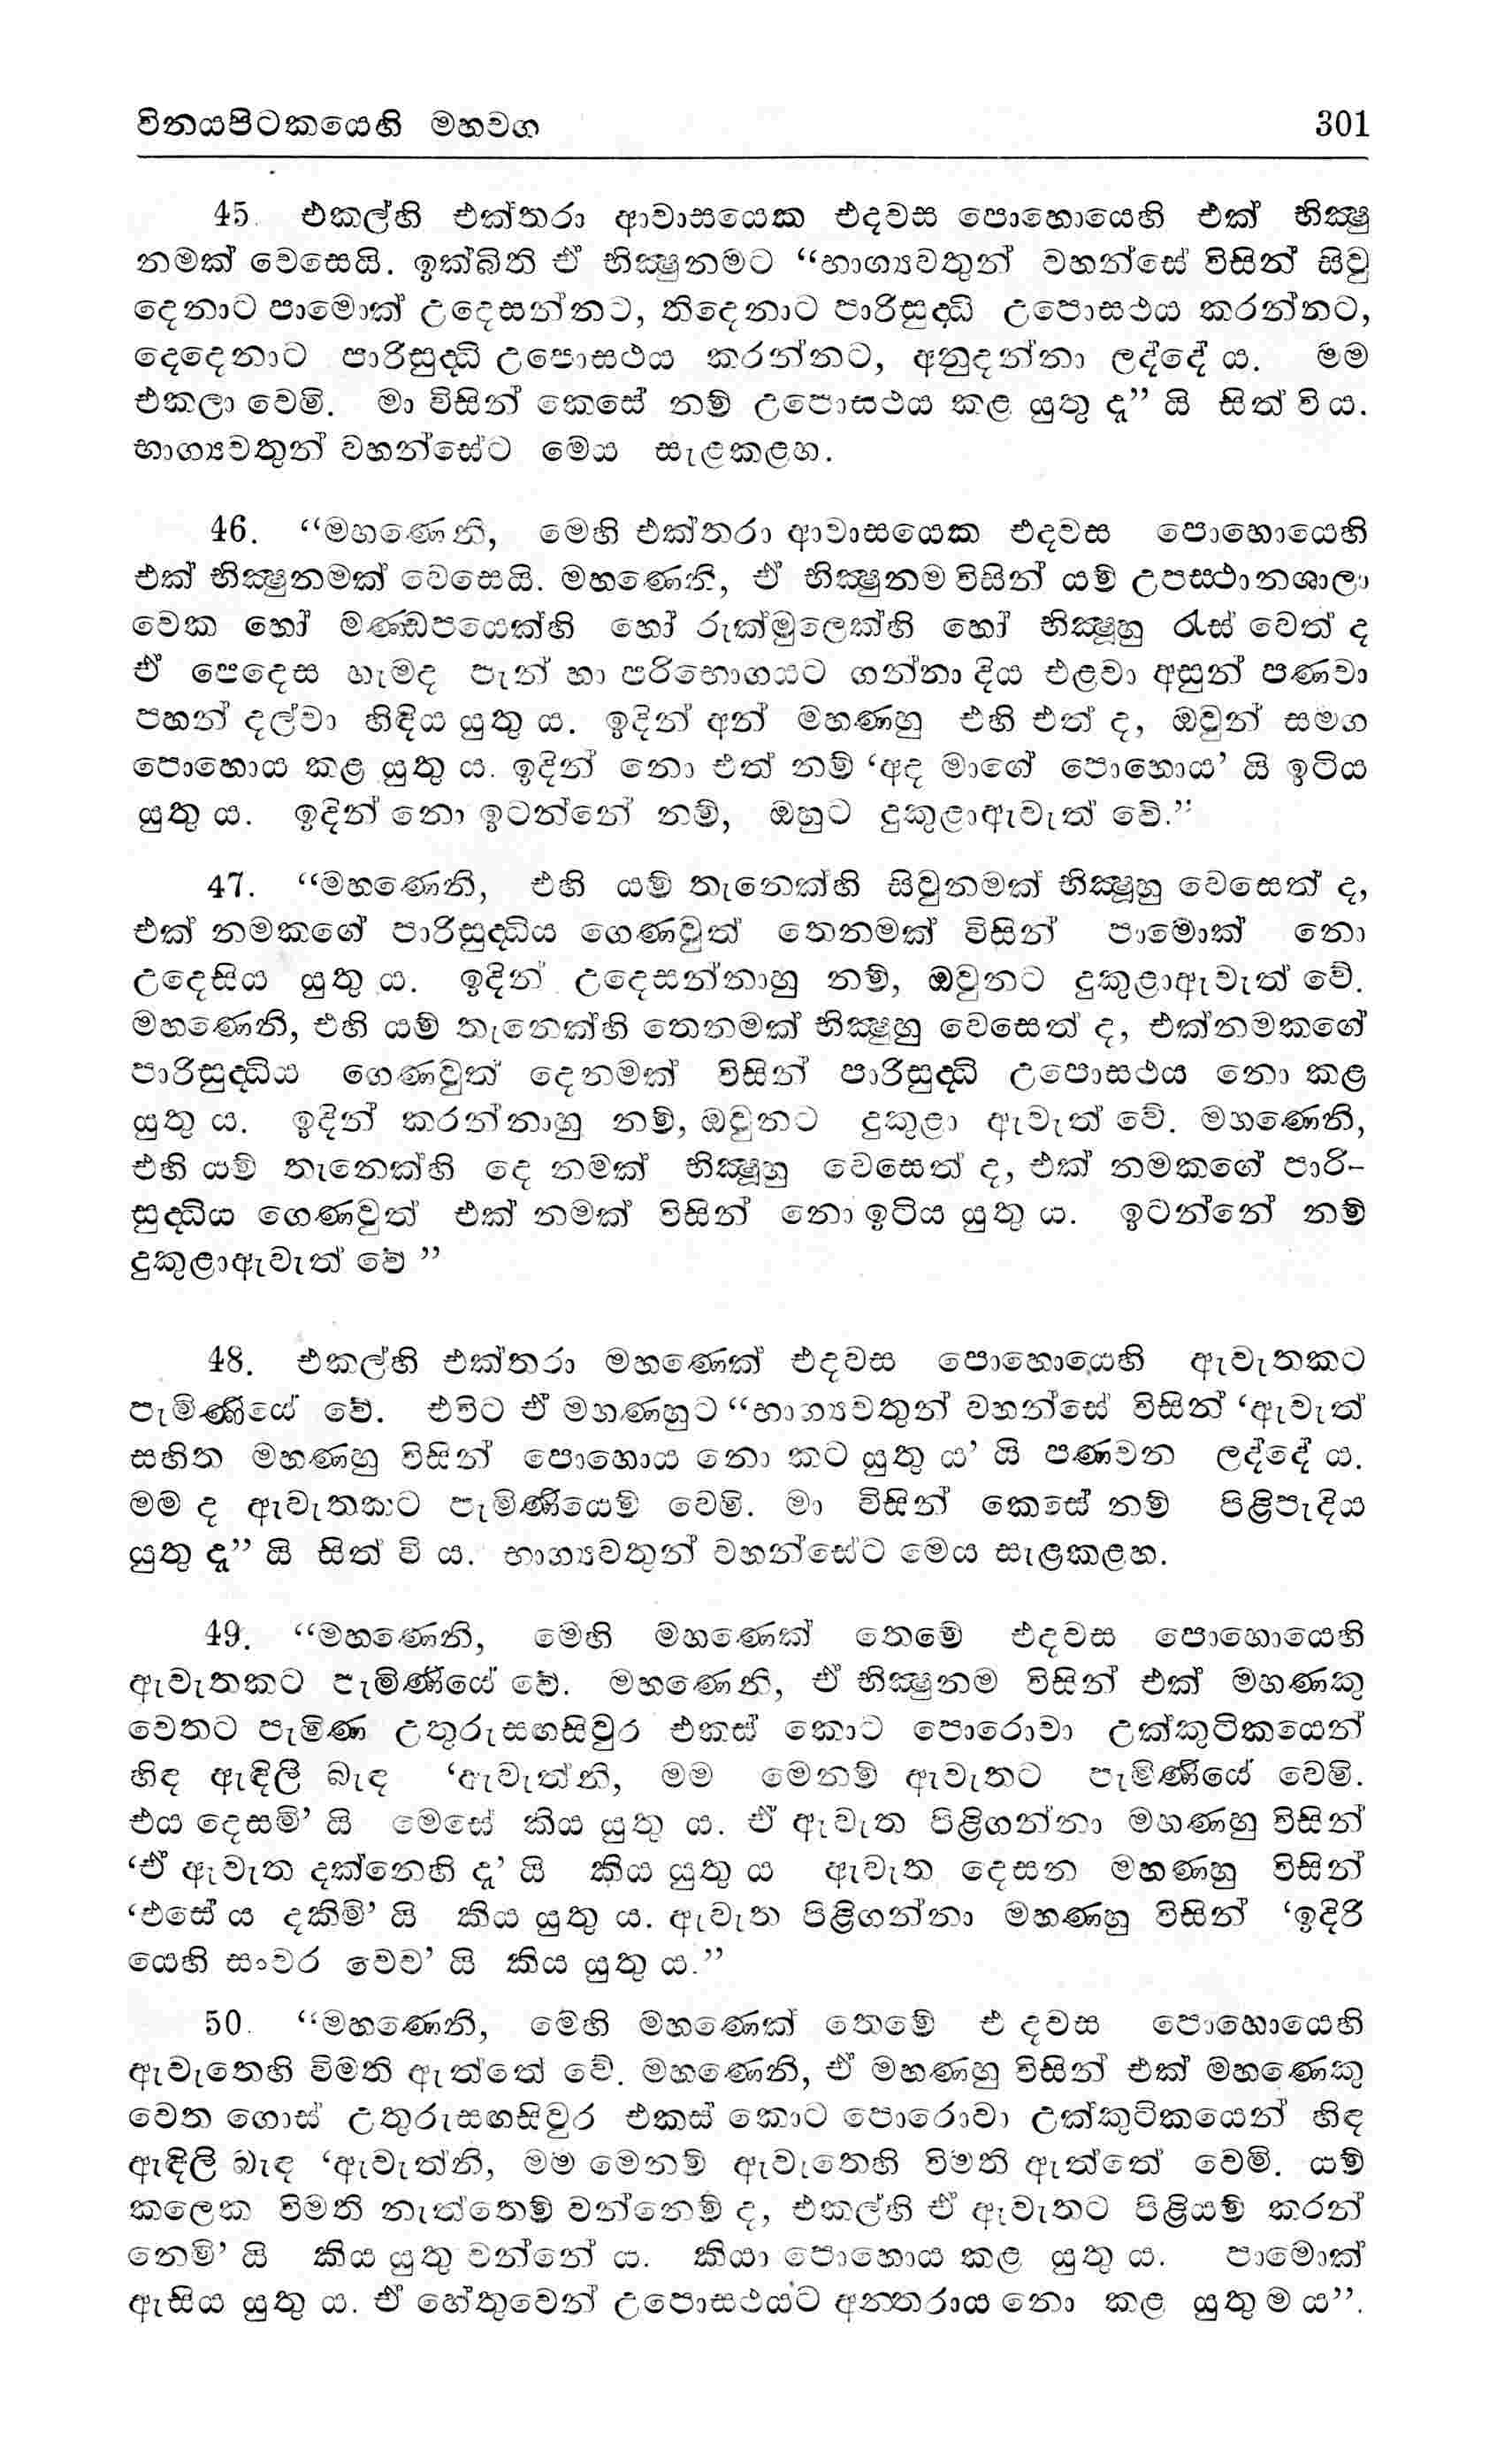 විනයපිටකයෙහි මහවග 301
45. එකල්හි එක්තරා ආවාසයෙක එදවස පොහොයෙහි එක් භික්‍ෂු
නමක් වෙසෙයි. ඉක්බිති ඒ භික්‍ෂුනමට “භාග්‍යවතුන් වහන්සේ විසින් සිවු
දෙනාට පාමොක් උදෙසන්නට, තිදෙනාට පාරිසුද්ධි උපොසථය කරන්නට,
දෙදෙනාට පාරිසුද්ධි උපොසථය කරන්නට, අනුදන්නා ලද්දේ ය. මම
එකලා වෙමි. මා විසින් කෙසේ නම් උපොසථය කළ යුතු දැ” යි සිත් විය.
භාග්‍යවතුන් වහන්සේට මෙය සැළකළහ.
46. “මහණෙනි, මෙහි එක්තරා ආවාසයෙක එදවස පොහොයෙහි
එක් භික්‍ෂුනමක් වෙසෙයි. මහණෙනි, ඒ භික්‍ෂුනම විසින් යම් උපස්ථානශාලා
වෙක හෝ මණ්ඩපයෙක්හි හෝ රුක්මුලෙක්හි හෝ භික්‍ෂූහු රැස් වෙත් ද
ඒ පෙදෙස හැමද පැන් හා පරිභොගයට ගන්නා දිය එළවා අසුන් පණවා
පහන් දල්වා හිඳිය යුතු ය. ඉදින් අන් මහණහු එහි එත් ද, ඔවුන් සමග
පොහොය කළ යුතු ය. ඉදින් නො එත් නම් ‘අද මාගේ පොහොය’ යි ඉටිය
යුතු ය. ඉදින් නො ඉටන්නේ නම්, ඔහුට දුකුළාඇවැත් වේ.”
47. “මහණෙනි, එහි යම් තැනෙක්හි සිවුනමක් භික්‍ෂූහු වෙසෙත් ද,
එක් නමකගේ පාරිසුද්ධිය ගෙණවුත් තෙනමක් විසින් පාමොක් නො
උදෙසිය යුතු ය. ඉදින් උදෙසන්නාහු නම්, ඔවුනට දුකුළාඇවැත් වේ.
මහණෙනි, එහි යම් තැනෙක්හි තෙනමක් භික්‍ෂුහු වෙසෙත් ද, එක්නමකගේ
පාරිසුද්ධිය ගෙණවුත් දෙනමක් විසින් පාරිසුද්ධි උපොසථය නො කළ
යුතු ය. ඉදින් කරන්නාහු නම්, ඔවුනට දුකුළා ඇවැත් වේ. මහණෙනි,
එහි යම් තැනෙක්හි දෙ නමක් භික්‍ෂූහු වෙසෙත් ද, එක් නමකගේ පාරි-
සුද්ධිය ගෙණවුත් එක් නමක් විසින් නො ඉටිය යුතු ය. ඉටන්නේ නම්
දුකුළාඇවැත් වේ ”
48. එකල්හි එක්තරා මහණෙක් එදවස පොහොයෙහි ඇවැතකට
පැමිණියේ වේ. එවිට ඒ මහණහුට “භාග්‍යවතුන් වහන්සේ විසින් ‘ඇවැත්
සහිත මහණහු විසින් පොහොය නො කට යුතු ය’ යි පණවන ලද්දේ ය.
මම ද ඇවැතකට පැමිණියෙම් වෙමි. මා විසින් කෙසේ නම් පිළිපැදිය
යුතු දැ” යි සිත් වි ය. භාග්‍යවතුන් වහන්සේට මෙය සැළකළහ.
49. “මහණෙනි, මෙහි මහණෙක් තෙමේ එදවස පොහොයෙහි
ඇවැතකට පැමිණියේ වේ. මහණෙනි, ඒ භික්‍ෂුනම විසින් එක් මහණකු
වෙතට පැමිණ උතුරුසඟසිවුර එකස් කොට පොරොවා උක්කුටිකයෙන්
හිඳ ඇඳිලි බැඳ ‘ඇවැත්නි, මම මෙනම් ඇවැතට පැමිණියේ වෙමි.
එය දෙසමි’ යි මෙසේ කිය යුතු ය. ඒ ඇවැත පිළිගන්නා මහණහු විසින්
‘ඒ ඇවැත දක්නෙහි දැ’ යි කිය යුතු ය ඇවැත දෙසන මහණහු විසින්
‘එසේ ය දකිමි’ යි කිය යුතු ය. ඇවැත පිළිගන්නා මහණහු විසින් ‘ඉදිරි
යෙහි සංවර වෙව’ යි කිය යුතු ය.”
50. “මහණෙනි, මෙහි මහණෙක් තෙමේ එ දවස පොහොයෙහි
ඇවැතෙහි විමති ඇත්තේ වේ. මහණෙනි, ඒ මහණහු විසින් එක් මහණෙකු
වෙත ගොස් උතුරුසඟසිවුර එකස් කොට පොරොවා උක්කුටිකයෙන් හිඳ
ඇඳිලි බැඳ ‘ඇවැත්නි, මම මෙනම් ඇවැතෙහි විමති ඇත්තේ වෙමි. යම්
කලෙක විමති නැත්තෙම් වන්නෙම් ද, එකල්හි ඒ ඇවැතට පිළියම් කරන්
නෙමි’ යි කිය යුතු වන්නේ ය. කියා පොහොය කළ යුතු ය. පාමොක්
ඇසිය යුතු ය. ඒ හේතුවෙන් උපොසථයට අන්තරාය නො කළ යුතු ම ය”.